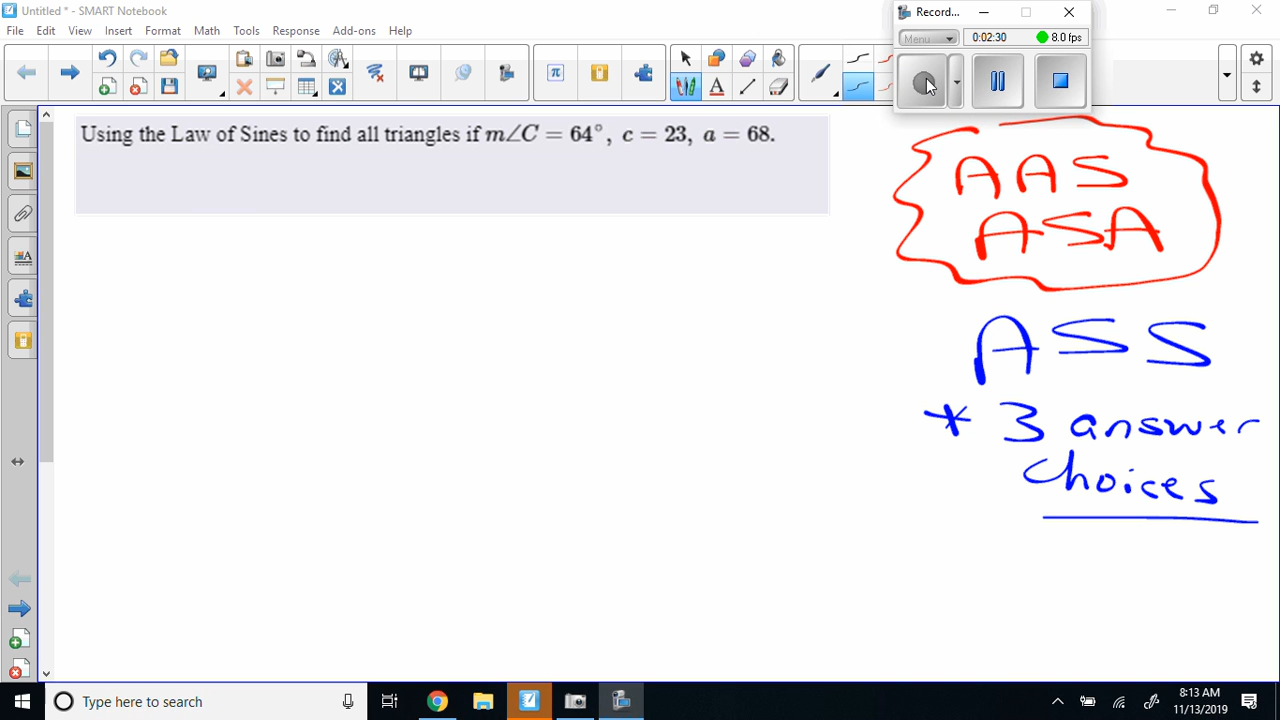 Untitled * - SMART Notebook
Record...
File Edit View Insert Format Math Tools Response Add-ons Help
Menu
0:02:30
8.0 fps
Using the Law of Sines to find all triangles if m∠C = 64°, c = 23, a = 68.
AAS
ASA
ASS
* 3 answer
choices
Type here to search
8:13 AM
11/13/2019